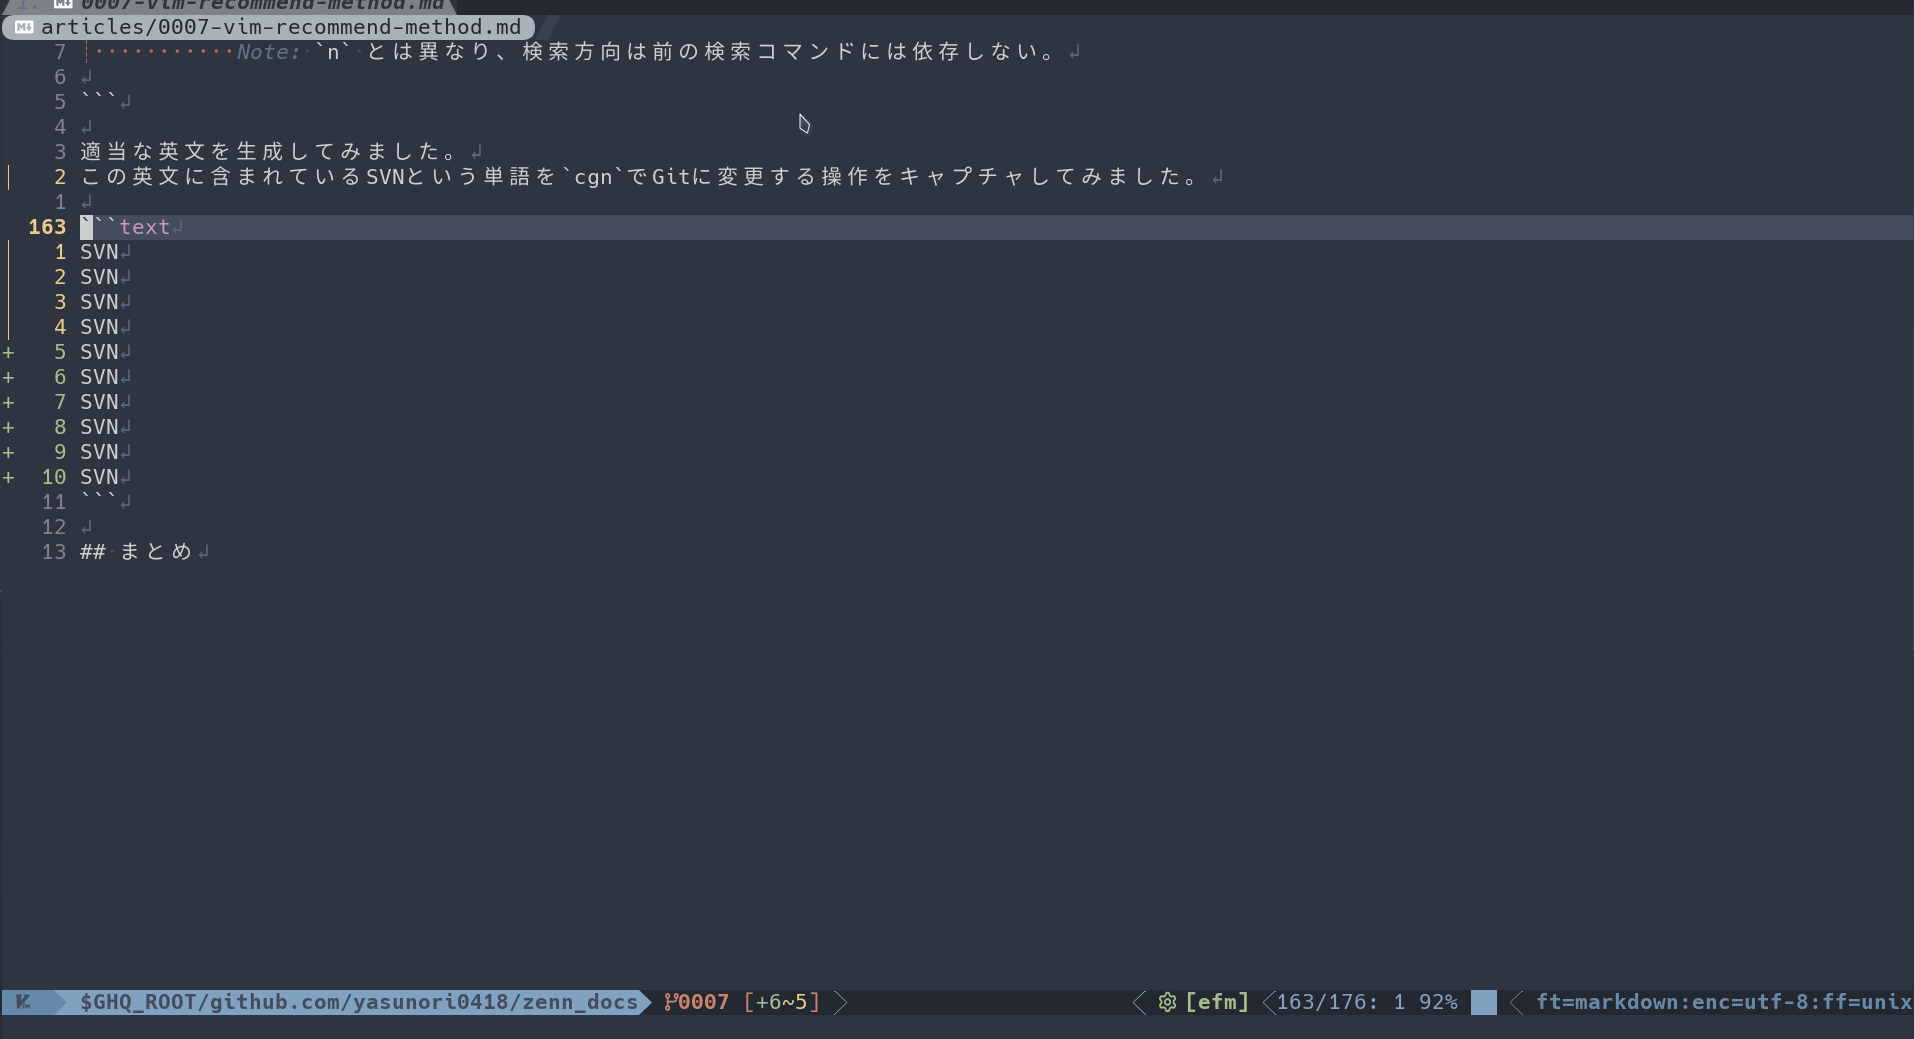 1. 0007-vim-recommend-method.md
articles/0007-vim-recommend-method.md
7 ···········Note:·`n`·とは異なり、検索方向は前の検索コマンドには依存しない。↲
6 ↲
5 ```↲
4 ↲
3 適当な英文を生成してみました。↲
2 この英文に含まれているSVNという単語を`cgn`でGitに変更する操作をキャプチャしてみました。↲
1 ↲
163 ```text↲
1 SVN↲
2 SVN↲
3 SVN↲
4 SVN↲
+ 5 SVN↲
+ 6 SVN↲
+ 7 SVN↲
+ 8 SVN↲
+ 9 SVN↲
+ 10 SVN↲
11 ```↲
12 ↲
13 ##·まとめ↲
$GHQ_ROOT/github.com/yasunori0418/zenn_docs 0007 [+6~5] [efm] 163/176: 1 92% ft=markdown:enc=utf-8:ff=unix